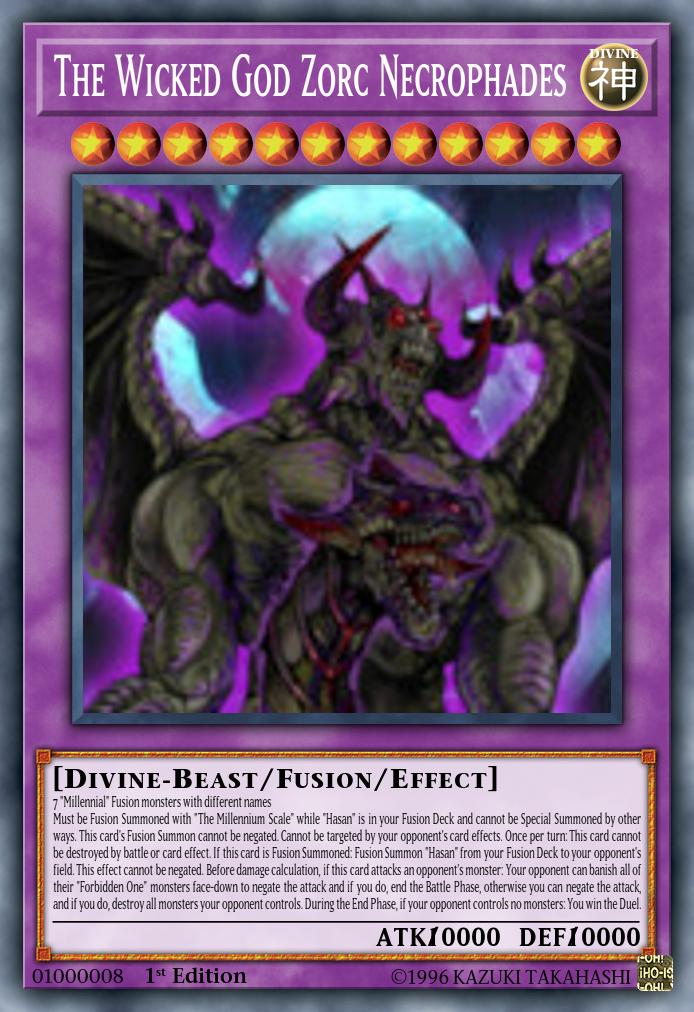 THE WICKED GOD ZORC NECROPHADES
DIVINE
神
[DIVINE-BEAST/FUSION/EFFECT]
7 "Millennial" Fusion monsters with different names
Must be Fusion Summoned with "The Millennium Scale" while "Hasan" is in your Fusion Deck and cannot be Special Summoned by other
ways. This card's Fusion Summon cannot be negated. Cannot be targeted by your opponent's card effects. Once per turn: This card cannot
be destroyed by battle or card effect. If this card is Fusion Summoned: Fusion Summon "Hasan" from your Fusion Deck to your opponent's
field. This effect cannot be negated. Before damage calculation, if this card attacks an opponent's monster: Your opponent can banish all of
their "Forbidden One" monsters face-down to negate the attack and if you do, end the Battle Phase, otherwise you can negate the attack,
and if you do, destroy all monsters your opponent controls. During the End Phase, if your opponent controls no monsters: You win the Duel.
ATK/10000 DEF/10000
01000008 1st Edition ©1996 KAZUKI TAKAHASHI